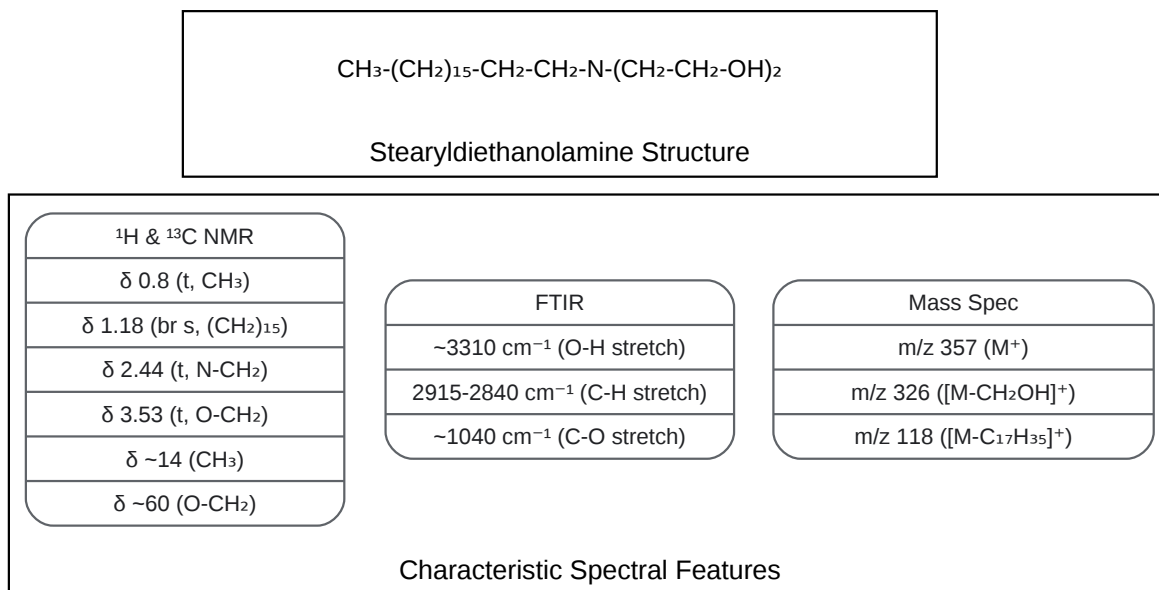 CH₃-(CH₂)₁₅-CH₂-CH₂-N-(CH₂-CH₂-OH)₂
Stearyldiethanolamine Structure
¹H & ¹³C NMR
δ 0.8 (t, CH₃)
δ 1.18 (br s, (CH₂)₁₅)
δ 2.44 (t, N-CH₂)
δ 3.53 (t, O-CH₂)
δ ~14 (CH₃)
δ ~60 (O-CH₂)
FTIR
~3310 cm⁻¹ (O-H stretch)
2915-2840 cm⁻¹ (C-H stretch)
~1040 cm⁻¹ (C-O stretch)
Mass Spec
m/z 357 (M⁺)
m/z 326 ([M-CH₂OH]⁺)
m/z 118 ([M-C₁₇H₃₅]⁺)
Characteristic Spectral Features